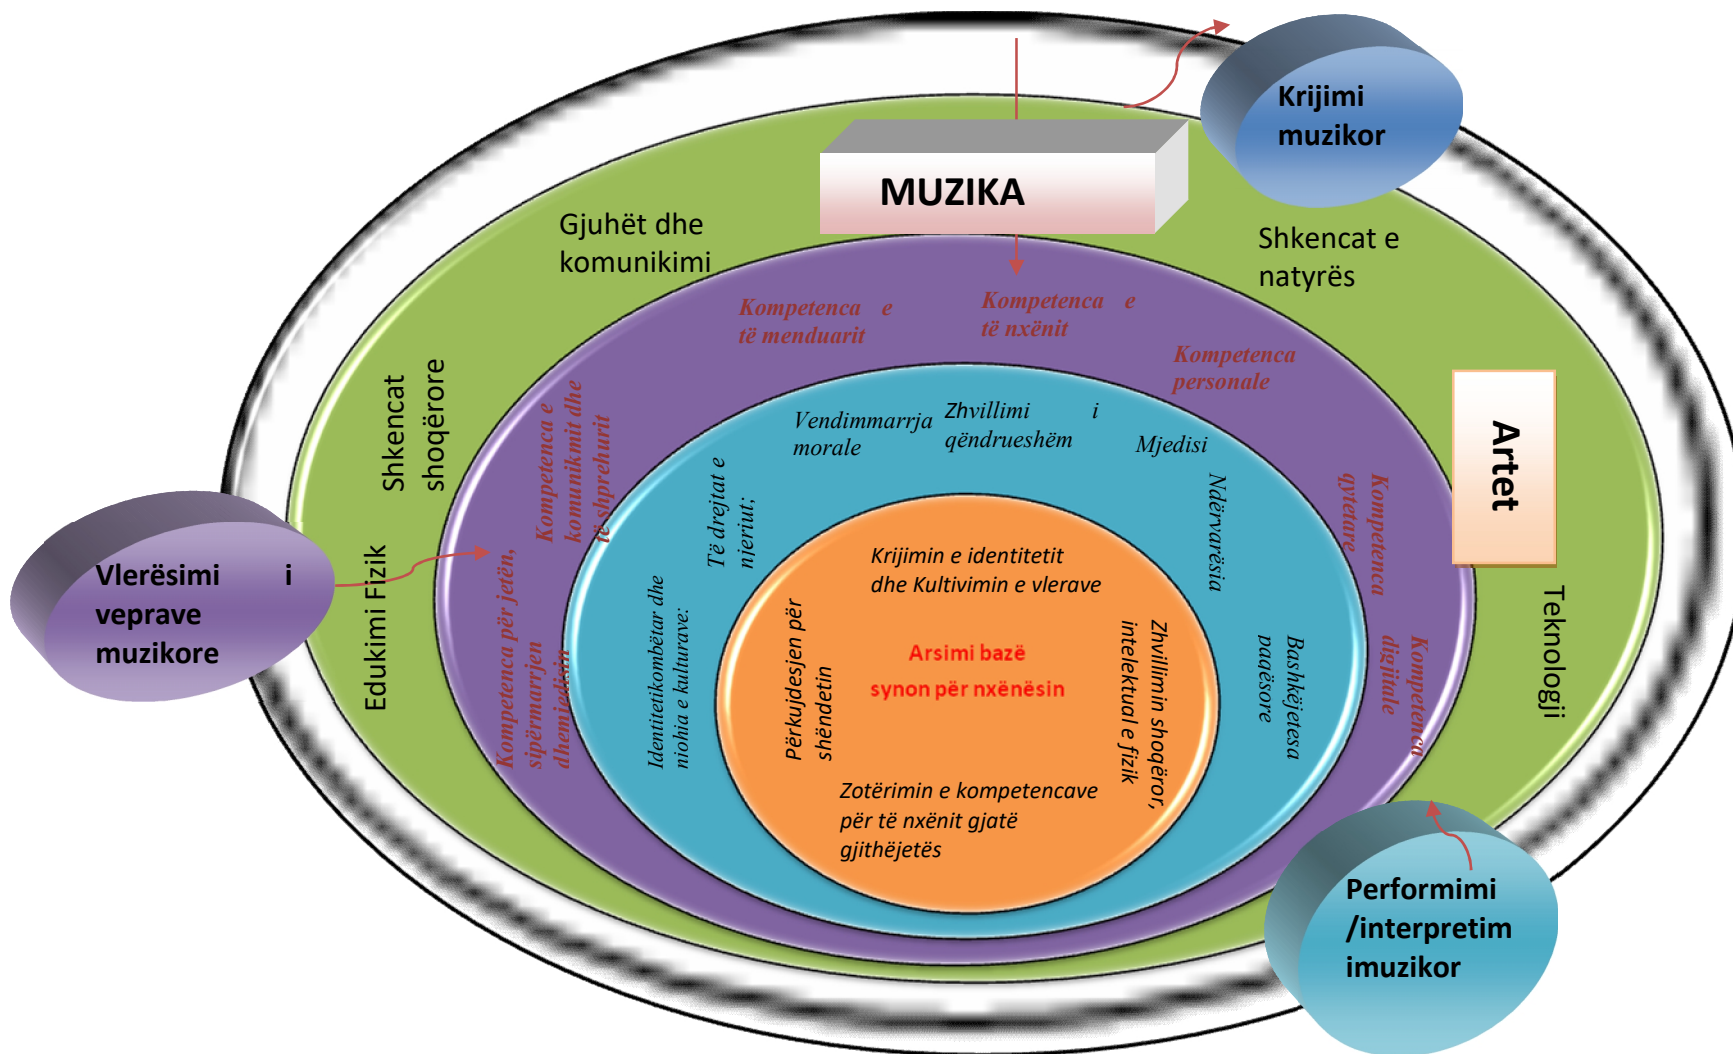 Krijimi
muzikor
MUZIKA
Gjuhët dhe
komunikimi
Shkencat e
natyrës
Kompetenca e
të menduarit
Kompetenca e
të nxënit
Kompetenca
personale
Shkencat
shoqërore
Kompetenca e
komunikmit dhe
të shprehurit
Vendimmarrja
morale
Zhvillimi i
qëndrueshëm
Mjedisi
Artet
Të drejtat e
njeriut;
Ndërvarësia
Kompetenca
qytetare
Krijimin e identitetit
dhe Kultivimin e vlerave
Vlerësimi i
veprave
muzikore
Edukimi Fizik
Kompetenca për jetën,
sipërmarrjen
dhemjedisin
Identitetikombëtar dhe
niohia e kulturave:
Përkujdesjen për
shëndetin
Arsimi bazë
synon për nxënësin
Zhvillimin shoqëror,
intelektual e fizik
Bashkëjetesa
paqësore
Kompetenca
digjitale
Teknologji
Zotërimin e kompetencave
për të nxënit gjatë
gjithëjetës
Performimi
/interpretim
imuzikor